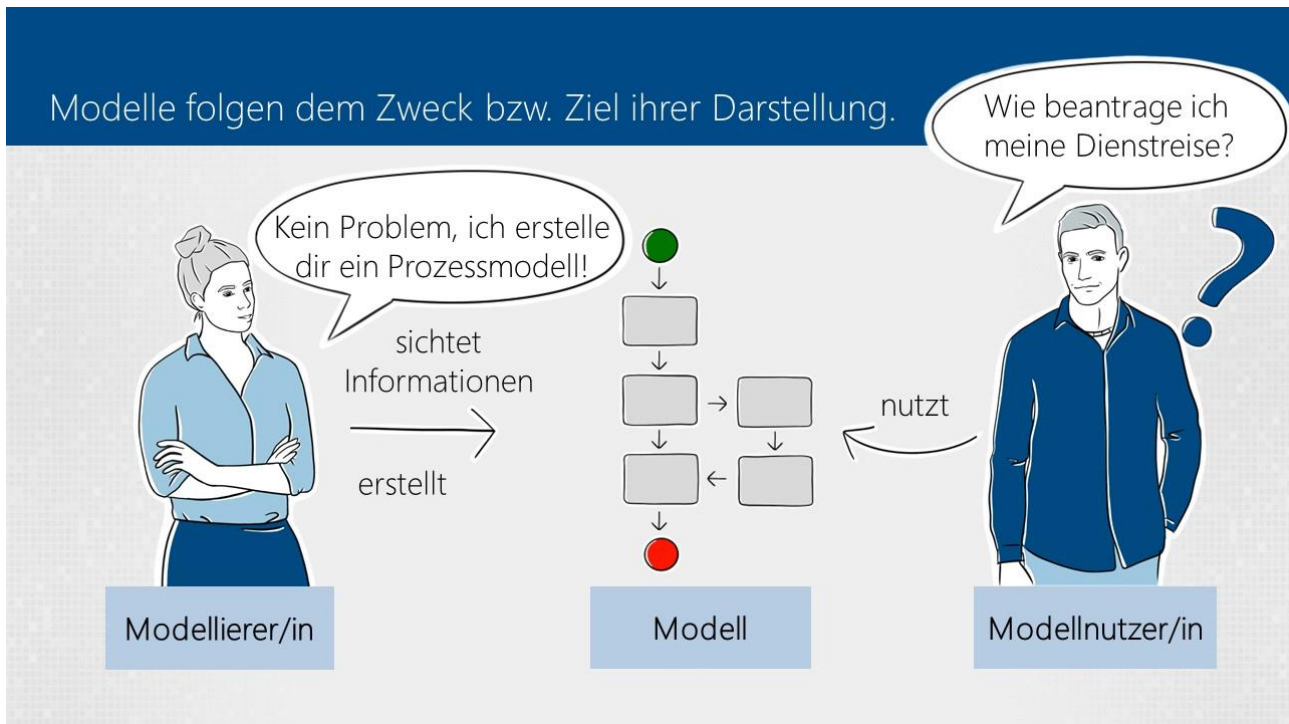 Modelle folgen dem Zweck bzw. Ziel ihrer Darstellung.
Wie beantrage ich
meine Dienstreise?
Kein Problem, ich erstelle
dir ein Prozessmodell!
sichtet
Informationen
erstellt
nutzt
Modellierer/in
Modell
Modellnutzer/in